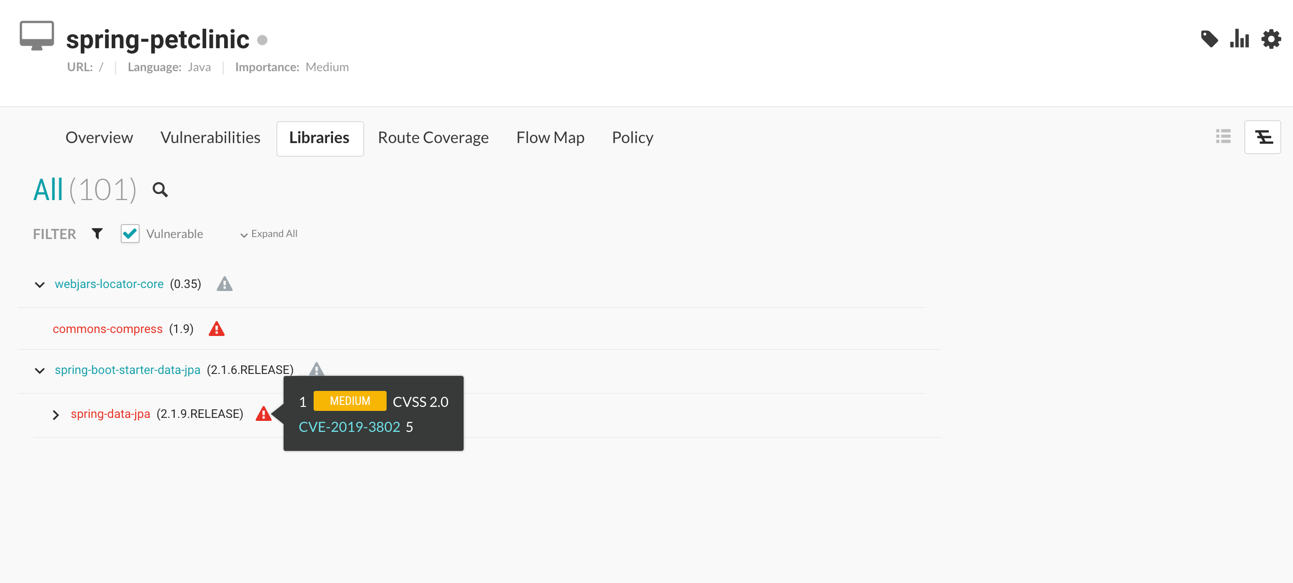 spring-petclinic
URL: / Language: Java Importance: Medium
Overview Vulnerabilities Libraries Route Coverage Flow Map Policy
All (101)
FILTER Vulnerable Expand All
webjars-locator-core (0.35)
commons-compress (1.9)
spring-boot-starter-data-jpa (2.1.6.RELEASE)
spring-data-jpa (2.1.9.RELEASE)
1 MEDIUM CVSS 2.0
CVE-2019-3802 5